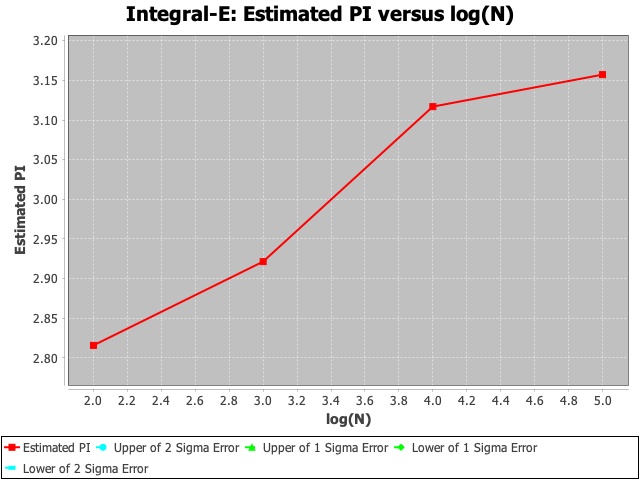 Integral-E: Estimated PI versus log(N)
3.20
3.15
3.10
3.05
3.00
2.95
2.90
2.85
2.80
Estimated PI
2.0 2.2 2.4 2.6 2.8 3.0 3.2 3.4 3.6 3.8 4.0 4.2 4.4 4.6 4.8 5.0
log(N)
Estimated PI Upper of 2 Sigma Error Upper of 1 Sigma Error Lower of 1 Sigma Error
Lower of 2 Sigma Error